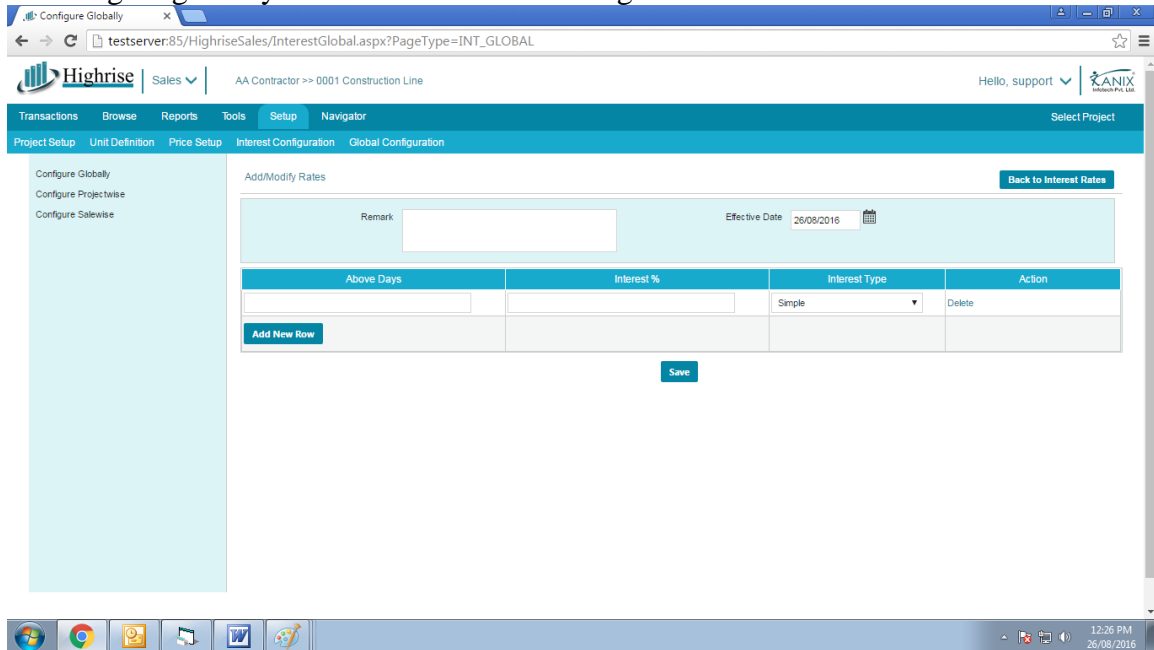 Configure Globally
testserver:85/HighriseSales/InterestGlobal.aspx?PageType=INT_GLOBAL
Highrise Sales AA Contractor >> 0001 Construction Line Hello, support KANIX
Infotech Pvt. Ltd.
Transactions Browse Reports Tools Setup Navigator Select Project
Project Setup Unit Definition Price Setup Interest Configuration Global Configuration
Configure Globally
Configure Projectwise
Configure Salewise
Add/Modify Rates Back to Interest Rates
Remark Effective Date 26/08/2016
Above Days Interest % Interest Type Action
Simple Delete
Add New Row
Save
12:26 PM
26/08/2016